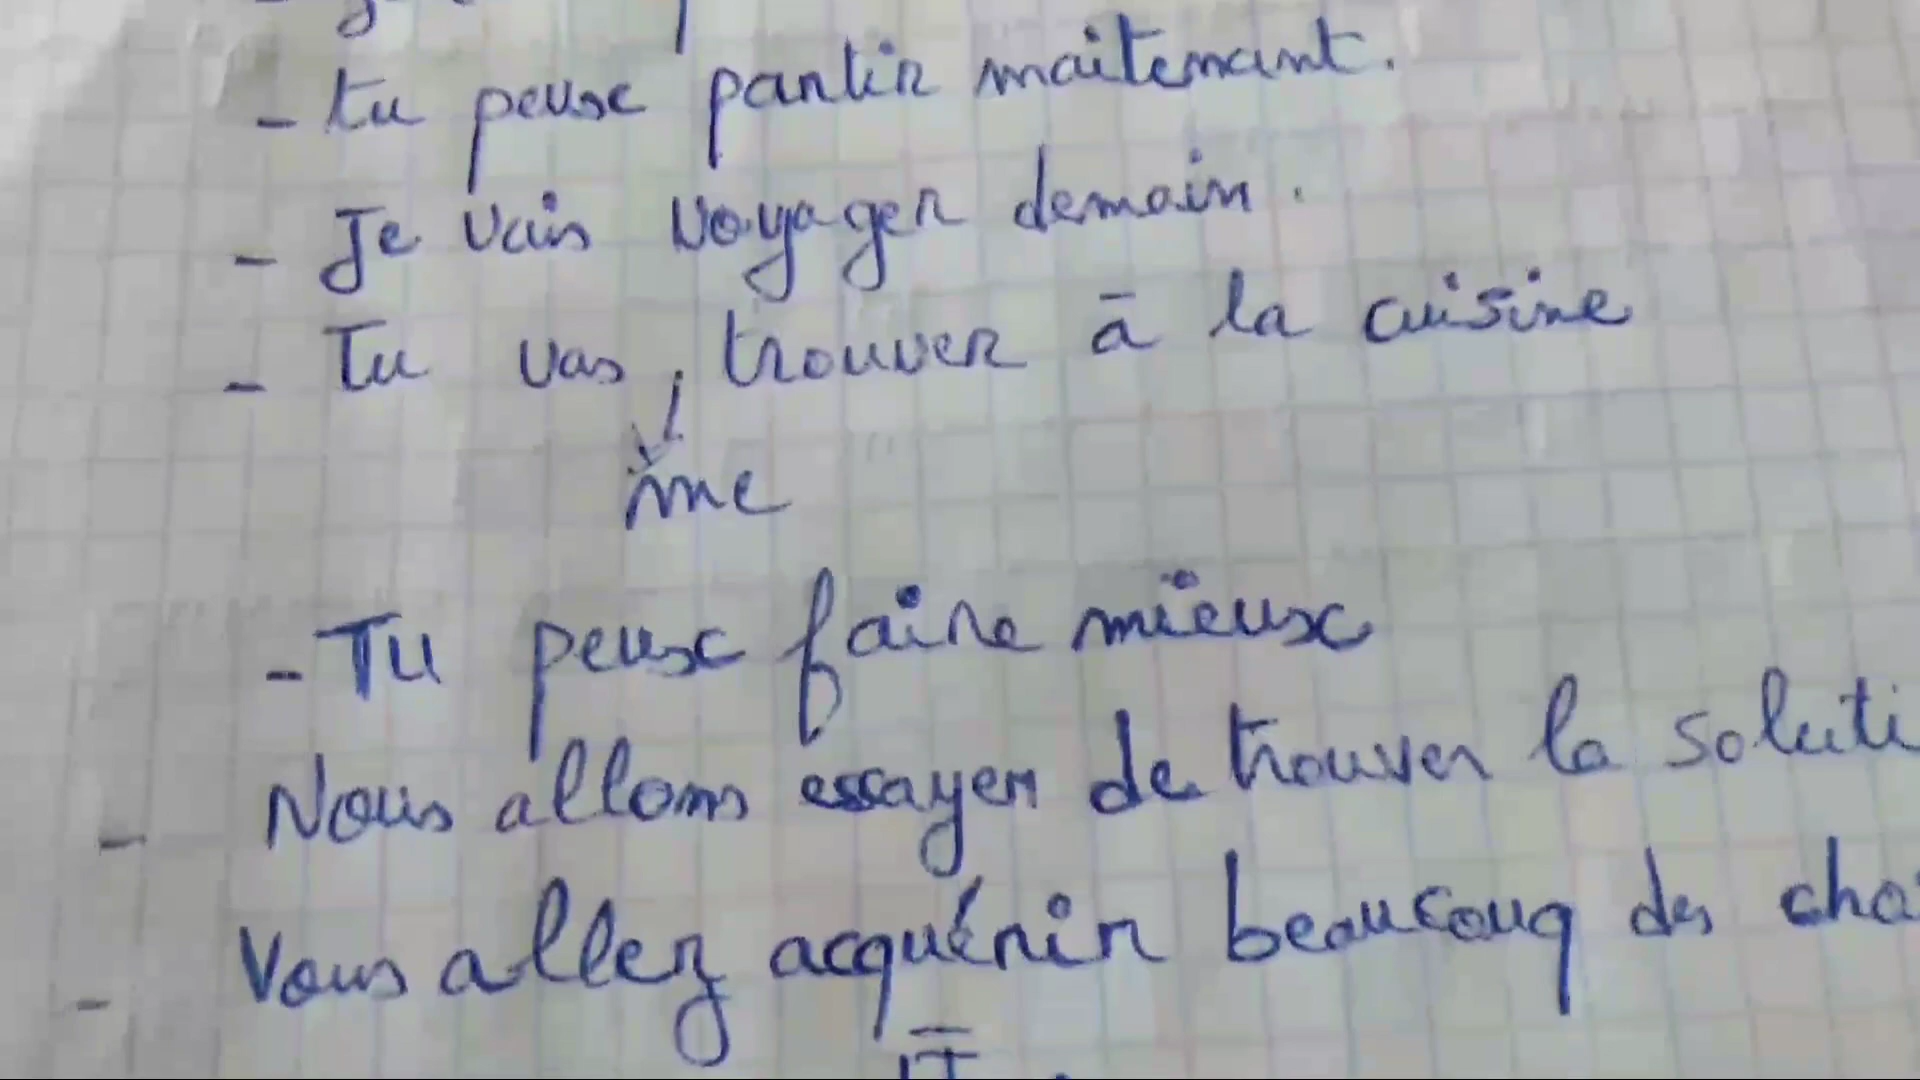 - tu peux partir maitenant.
- Je vais voyager demain.
- Tu vas, trouver à la cuisine
me
- Tu peux faire mieux
- Nous allons essayer de trouver la soluti
- Vous allez acquérir beaucoup des cho